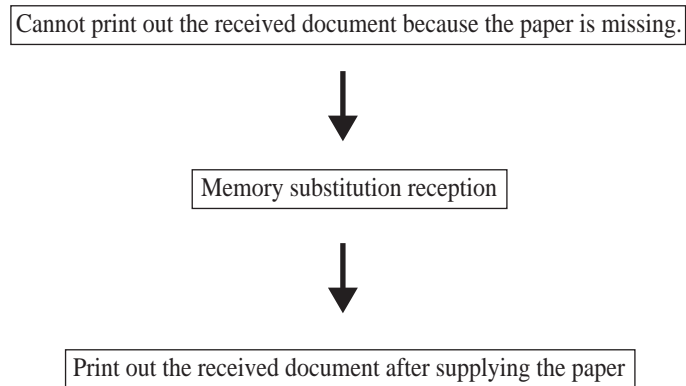 Cannot print out the received document because the paper is missing.
Memory substitution reception
Print out the received document after supplying the paper